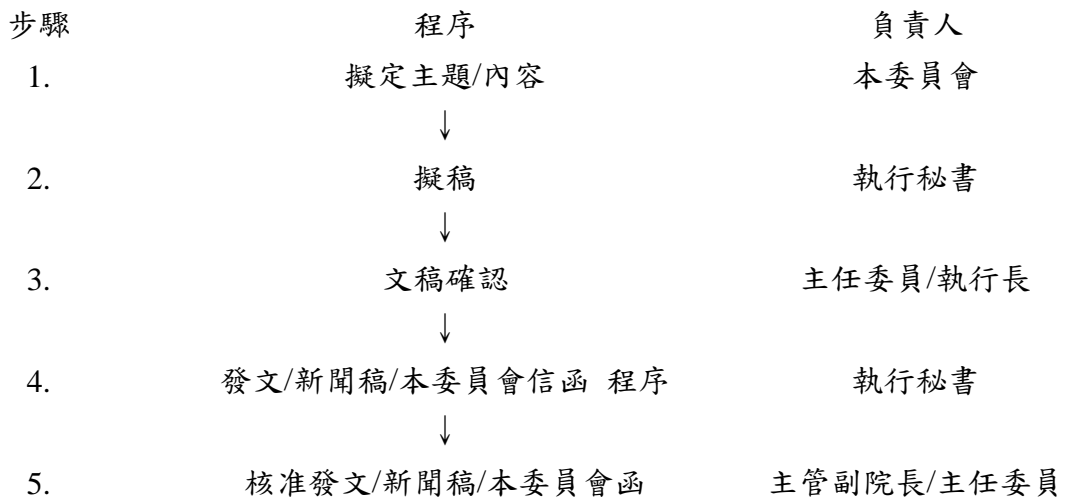 步驟 程序 負責人
1. 擬定主題/內容 本委員會
↓
2. 擬稿 執行秘書
↓
3. 文稿確認 主任委員/執行長
↓
4. 發文/新聞稿/本委員會信函 程序 執行秘書
↓
5. 核准發文/新聞稿/本委員會函 主管副院長/主任委員